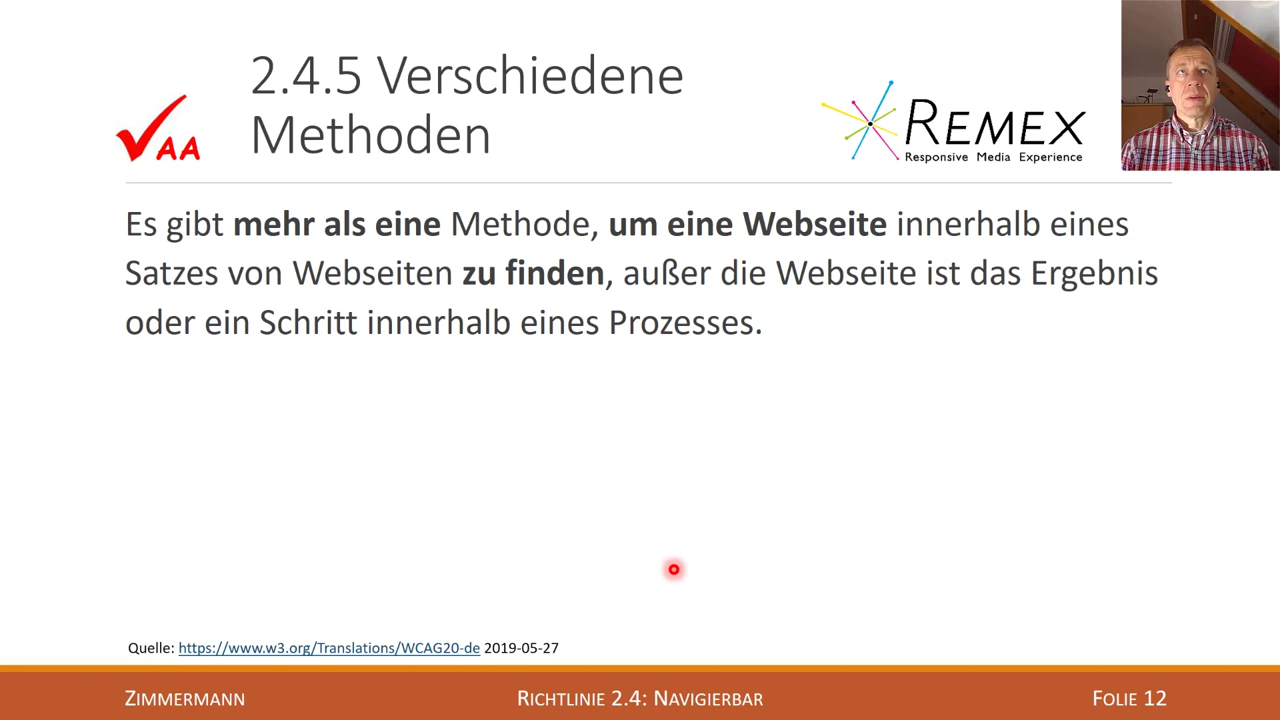 2.4.5 Verschiedene
Methoden
AA
REMEX
Responsive Media Experience
Es gibt mehr als eine Methode, um eine Webseite innerhalb eines
Satzes von Webseiten zu finden, außer die Webseite ist das Ergebnis
oder ein Schritt innerhalb eines Prozesses.
Quelle: https://www.w3.org/Translations/WCAG20-de 2019-05-27
ZIMMERMANN
RICHTLINIE 2.4: NAVIGIERBAR
FOLIE 12